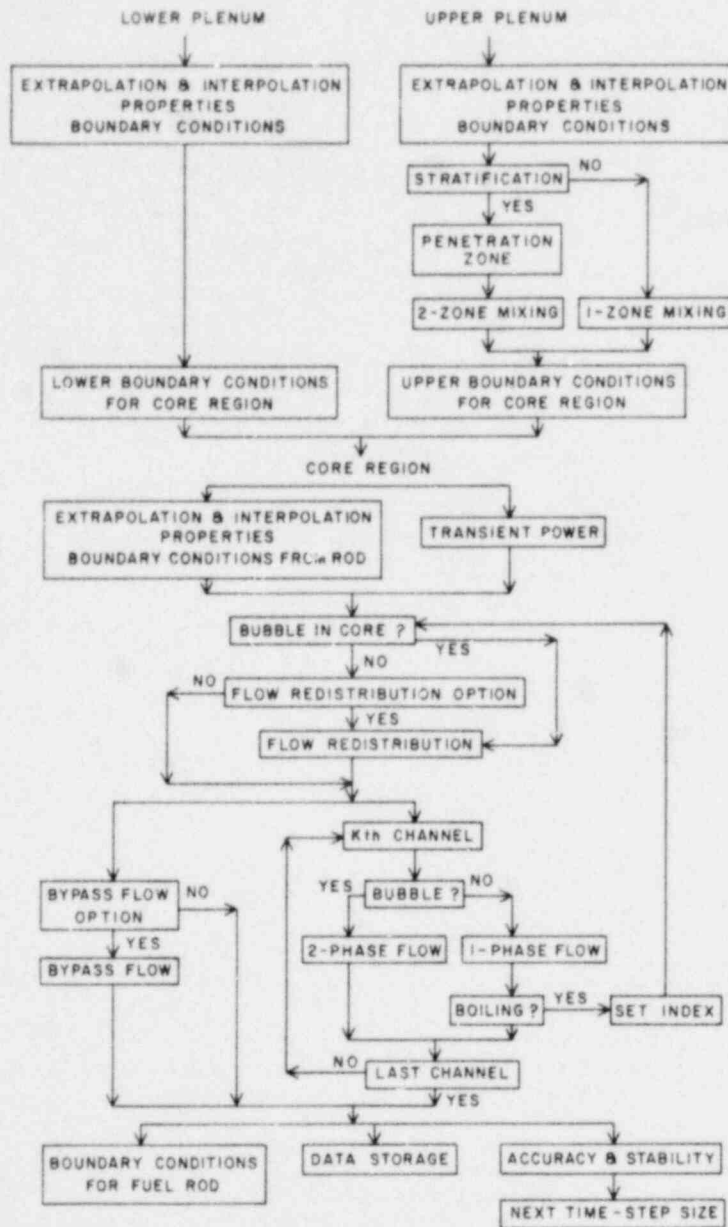 LOWER PLENUM
UPPER PLENUM
EXTRAPOLATION & INTERPOLATION
PROPERTIES
BOUNDARY CONDITIONS
EXTRAPOLATION & INTERPOLATION
PROPERTIES
BOUNDARY CONDITIONS
STRATIFICATION
NO
YES
PENETRATION
ZONE
2-ZONE MIXING
1-ZONE MIXING
LOWER BOUNDARY CONDITIONS
FOR CORE REGION
UPPER BOUNDARY CONDITIONS
FOR CORE REGION
CORE REGION
EXTRAPOLATION & INTERPOLATION
PROPERTIES
BOUNDARY CONDITIONS FROM ROD
TRANSIENT POWER
BUBBLE IN CORE ?
YES
NO
NO
FLOW REDISTRIBUTION OPTION
YES
FLOW REDISTRIBUTION
Kth CHANNEL
BYPASS FLOW
OPTION
NO
YES
BYPASS FLOW
YES
BUBBLE ?
NO
2-PHASE FLOW
1-PHASE FLOW
BOILING ?
YES
SET INDEX
NO
LAST CHANNEL
YES
BOUNDARY CONDITIONS
FOR FUEL ROD
DATA STORAGE
ACCURACY & STABILITY
NEXT TIME-STEP SIZE